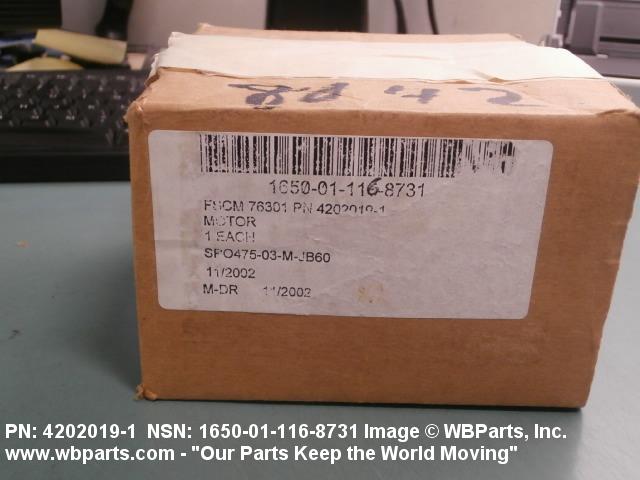 1650-01-116-8731
FSCM 76301 PN 4202019-1
MOTOR
1 EACH
SPO475-03-M-JB60
11/2002
M-DR 11/2002
PN: 4202019-1 NSN: 1650-01-116-8731 Image © WBParts, Inc.
www.wbparts.com - "Our Parts Keep the World Moving"